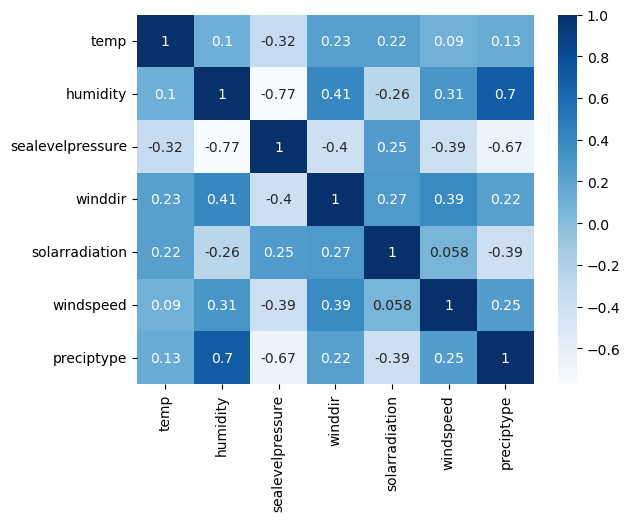 temp 1 0.1 -0.32 0.23 0.22 0.09 0.13
humidity 0.1 1 -0.77 0.41 -0.26 0.31 0.7
sealevelpressure -0.32 -0.77 1 -0.4 0.25 -0.39 -0.67
winddir 0.23 0.41 -0.4 1 0.27 0.39 0.22
solarradiation 0.22 -0.26 0.25 0.27 1 0.058 -0.39
windspeed 0.09 0.31 -0.39 0.39 0.058 1 0.25
preciptype 0.13 0.7 -0.67 0.22 -0.39 0.25 1
temp
humidity
sealevelpressure
winddir
solarradiation
windspeed
preciptype
1.0
0.8
0.6
0.4
0.2
0.0
−0.2
−0.4
−0.6